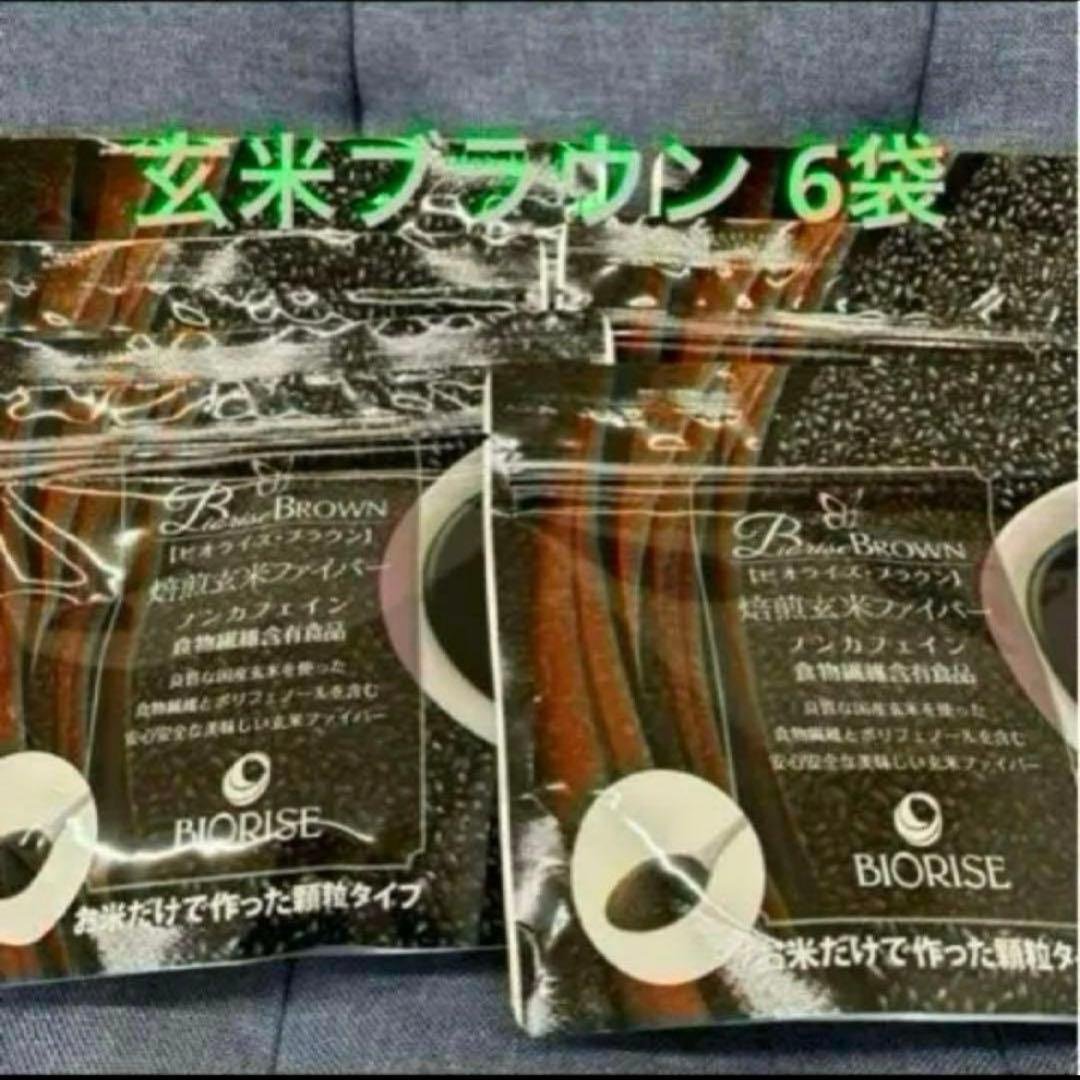 玄米ブラウン 6袋
Biorise BROWN
【ビオライズ・ブラウン】
焙煎玄米ファイバー
ノンカフェイン
食物繊維含有食品
良質な国産玄米を使った
食物繊維とポリフェノールを含む
安心安全な美味しい玄米ファイバー
BIORISE
お米だけで作った顆粒タイプ
Biorise BROWN
【ビオライズ・ブラウン】
焙煎玄米ファイバー
ノンカフェイン
食物繊維含有食品
良質な国産玄米を使った
食物繊維とポリフェノールを含む
安心安全な美味しい玄米ファイバー
BIORISE
お米だけで作った顆粒タイ